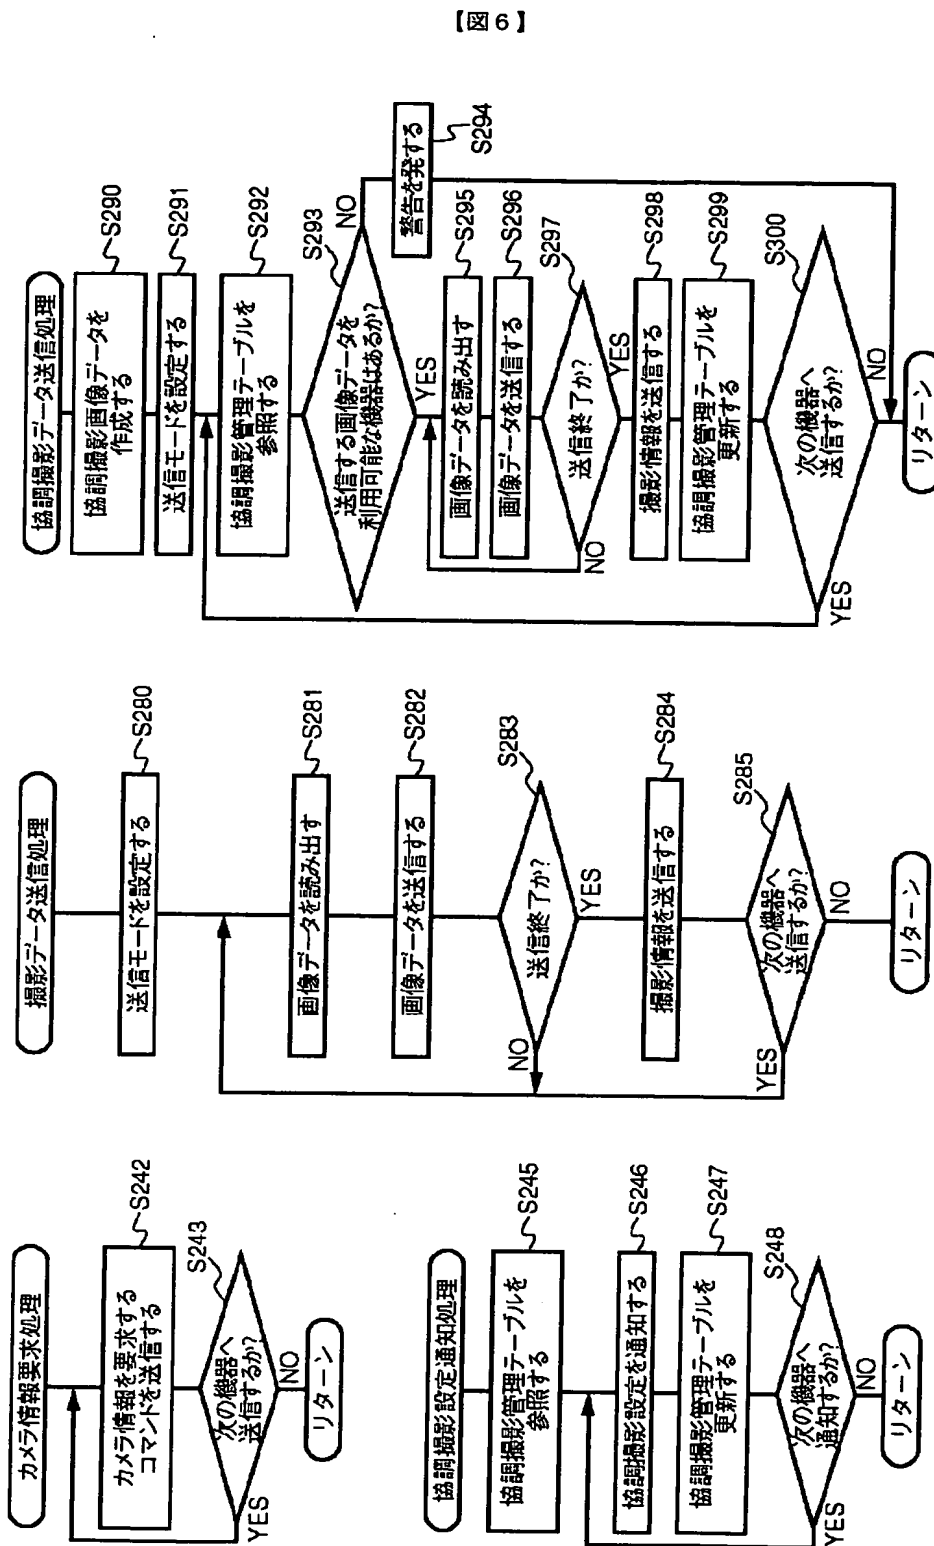 【図6】
カメラ情報要求処理
カメラ情報を要求する
コマンドを送信する
S242
次の機器へ
送信するか?
S243
YES
NO
リターン
協調撮影設定通知処理
協調撮影管理テーブルを
参照する
S245
協調撮影設定を通知する
S246
協調撮影管理テーブルを
更新する
S247
次の機器へ
通知するか?
S248
YES
NO
リターン
撮影データ送信処理
送信モードを設定する
S280
画像データを読み出す
S281
画像データを送信する
S282
送信終了か?
S283
NO
YES
撮影情報を送信する
S284
次の機器へ
送信するか?
S285
YES
NO
リターン
協調撮影データ送信処理
協調撮影画像データを
作成する
S290
送信モードを設定する
S291
協調撮影管理テーブルを
参照する
S292
送信する画像データを
利用可能な機器はあるか?
S293
NO
YES
警告を発する
S294
画像データを読み出す
S295
画像データを送信する
S296
送信終了か?
S297
NO
YES
撮影情報を送信する
S298
協調撮影管理テーブルを
更新する
S299
次の機器へ
送信するか?
S300
YES
NO
リターン